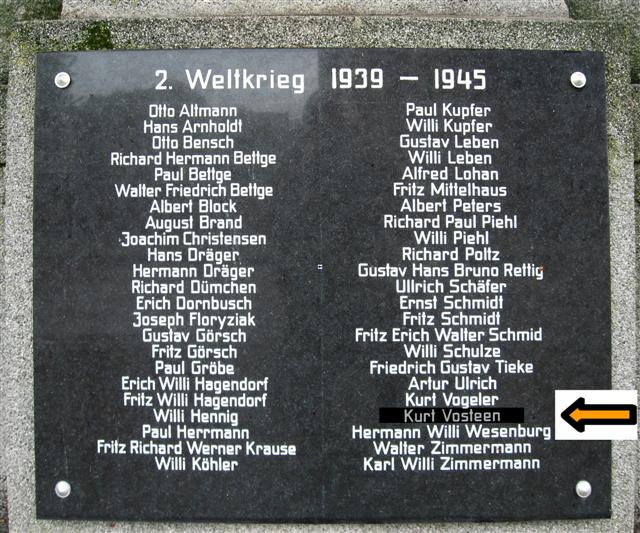 2. Weltkrieg 1939 – 1945
Otto Altmann
Hans Arnholdt
Otto Bensch
Richard Hermann Bettge
Paul Bettge
Walter Friedrich Bettge
Albert Block
August Brand
Joachim Christensen
Hans Dräger
Hermann Dräger
Richard Dümchen
Erich Dornbusch
Joseph Floryziak
Gustav Görsch
Fritz Görsch
Paul Gröbe
Erich Willi Hagendorf
Fritz Willi Hagendorf
Willi Hennig
Paul Herrmann
Fritz Richard Werner Krause
Willi Köhler
Paul Kupfer
Willi Kupfer
Gustav Leben
Willi Leben
Alfred Lohan
Fritz Mittelhaus
Albert Peters
Richard Paul Piehl
Willi Piehl
Richard Poltz
Gustav Hans Bruno Rettig
Ullrich Schäfer
Ernst Schmidt
Fritz Schmidt
Fritz Erich Walter Schmid
Willi Schulze
Friedrich Gustav Tieke
Artur Ulrich
Kurt Vogeler
Kurt Vosteen
Hermann Willi Wesenburg
Walter Zimmermann
Karl Willi Zimmermann